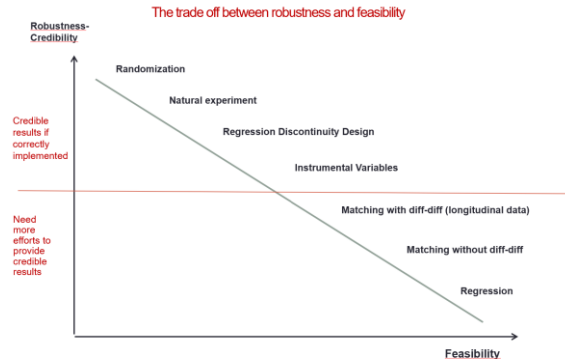 The trade off between robustness and feasibility
Robustness-
Credibility
Randomization
Natural experiment
Credible
results if
correctly
implemented
Regression Discontinuity Design
Instrumental Variables
Matching with diff-diff (longitudinal data)
Need
more
efforts to
provide
credible
results
Matching without diff-diff
Regression
Feasibility